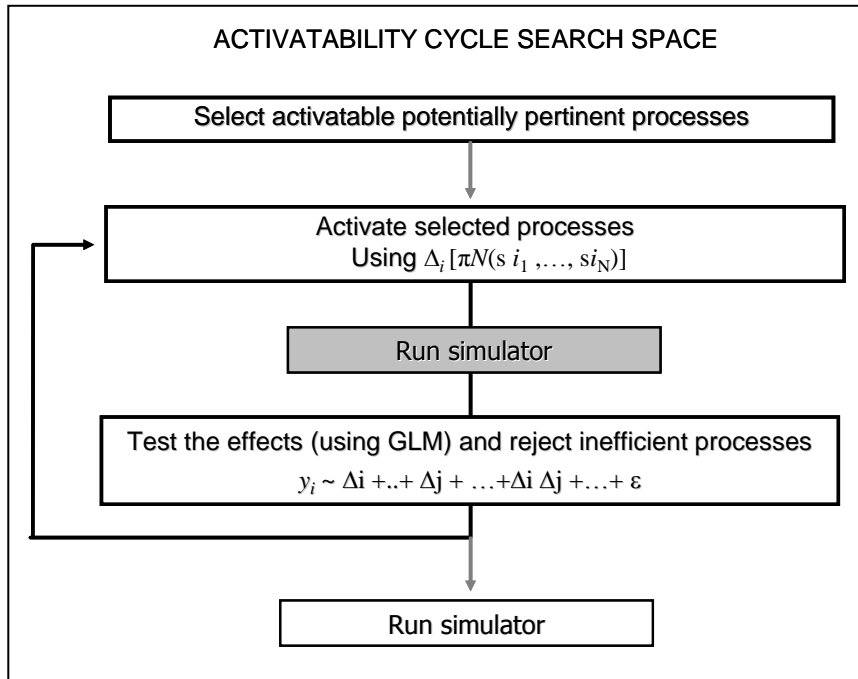 ACTIVATABILITY CYCLE SEARCH SPACE
Select activatable potentially pertinent processes
Activate selected processes
Using Δi [πN(s i1 ,…, siN)]
Run simulator
Test the effects (using GLM) and reject inefficient processes
yi ~ Δi +..+ Δj + …+Δi Δj +…+ ε
Run simulator